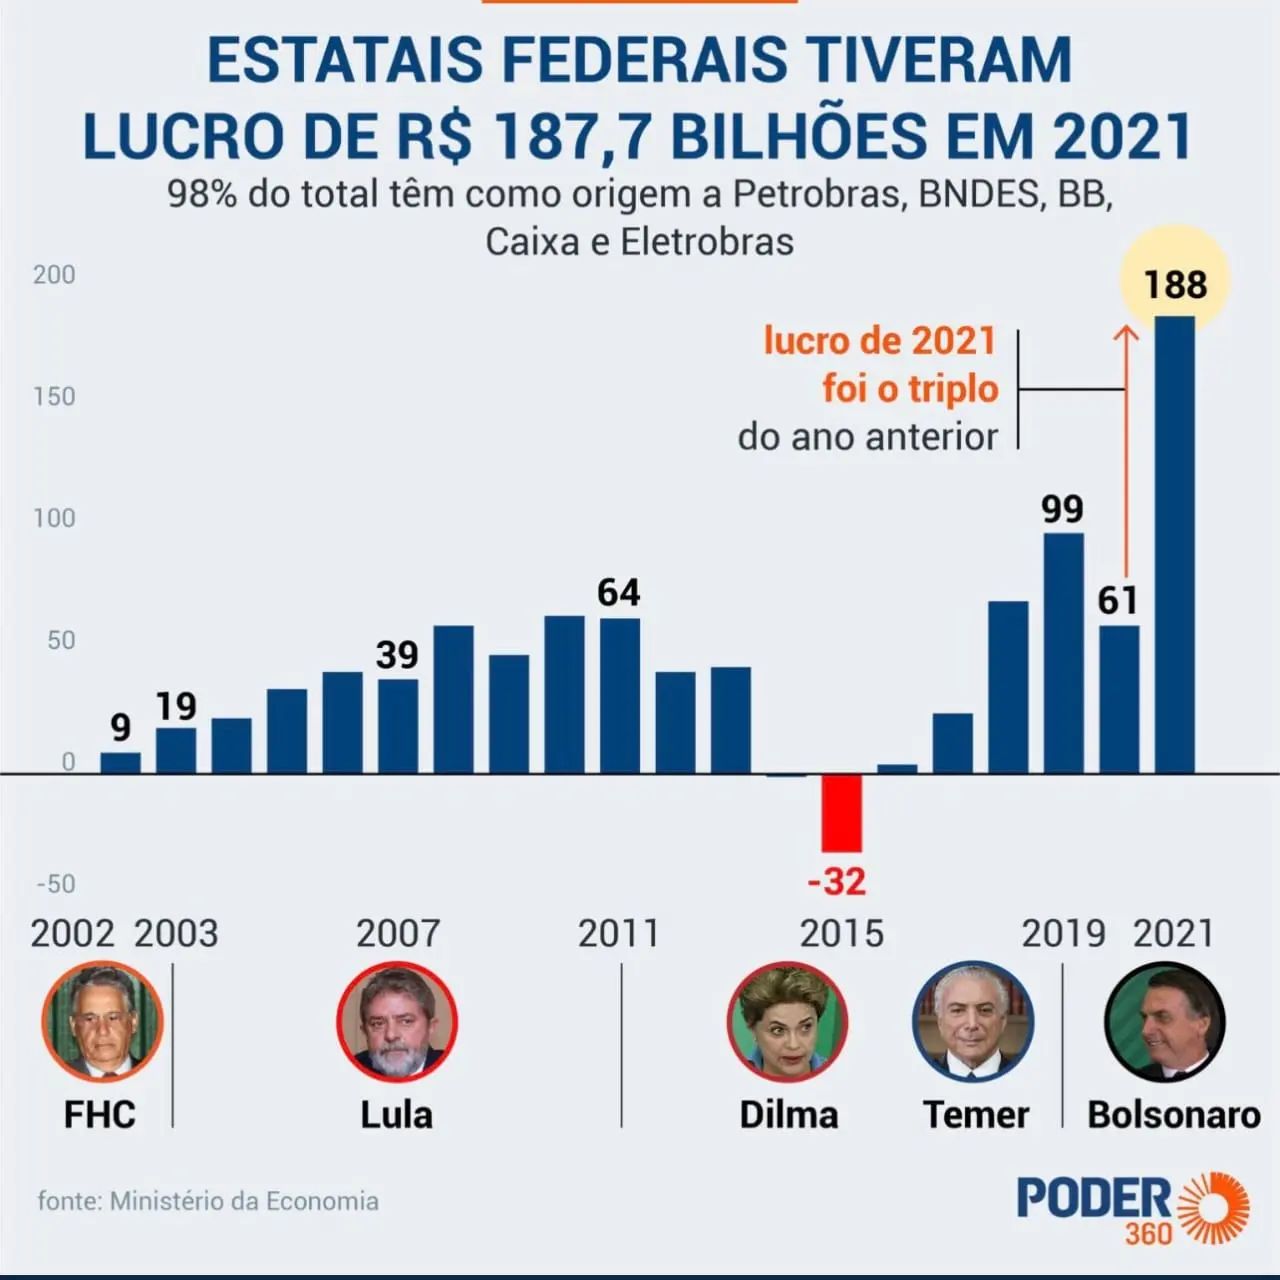 ESTATAIS FEDERAIS TIVERAM
LUCRO DE R$ 187,7 BILHÕES EM 2021
98% do total têm como origem a Petrobras, BNDES, BB,
Caixa e Eletrobras
200
188
lucro de 2021
foi o triplo
do ano anterior
150
100
99
64
61
50
39
19
9
0
-50
-32
2002 2003 2007 2011 2015 2019 2021
FHC Lula Dilma Temer Bolsonaro
fonte: Ministério da Economia
PODER
360